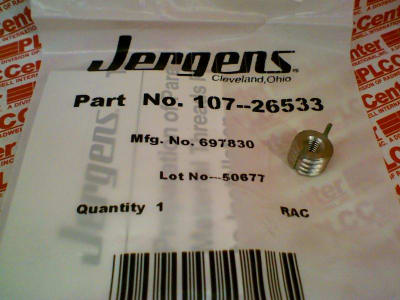 Jergens
Cleveland, Ohio
Part No. 107--26533
Mfg. No. 697830
Lot No--50677
Quantity 1 RAC